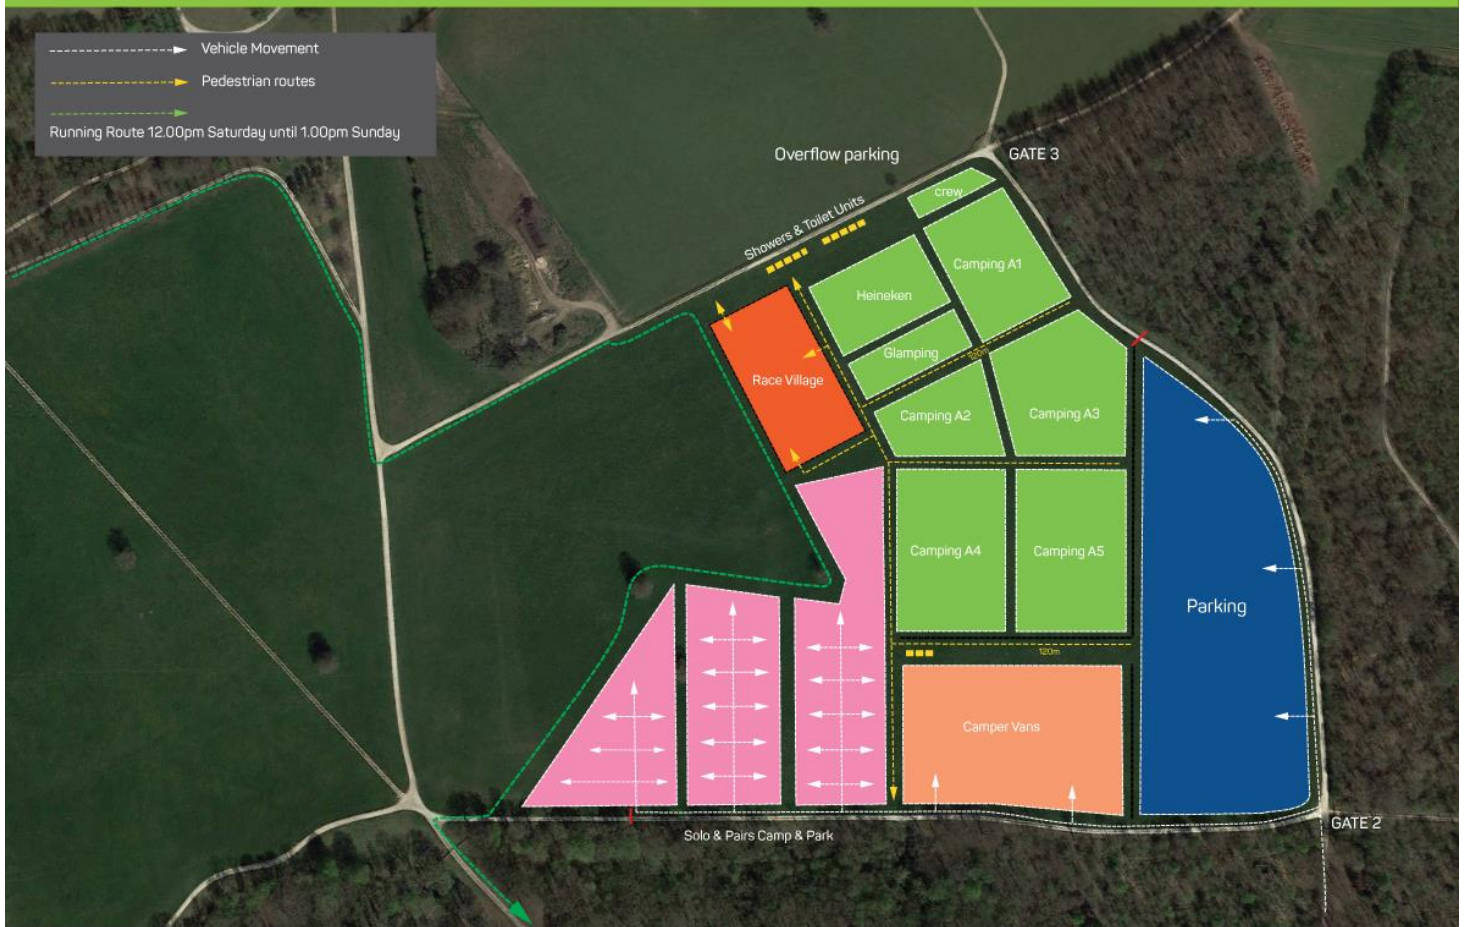 Vehicle Movement
Pedestrian routes
Running Route 12.00pm Saturday until 1.00pm Sunday
Overflow parking
GATE 3
crew
Showers & Toilet Units
Camping A1
Heineken
Glamping
120m
Race Village
Camping A2
Camping A3
Camping A4
Camping A5
Parking
120m
Camper Vans
Solo & Pairs Camp & Park
GATE 2